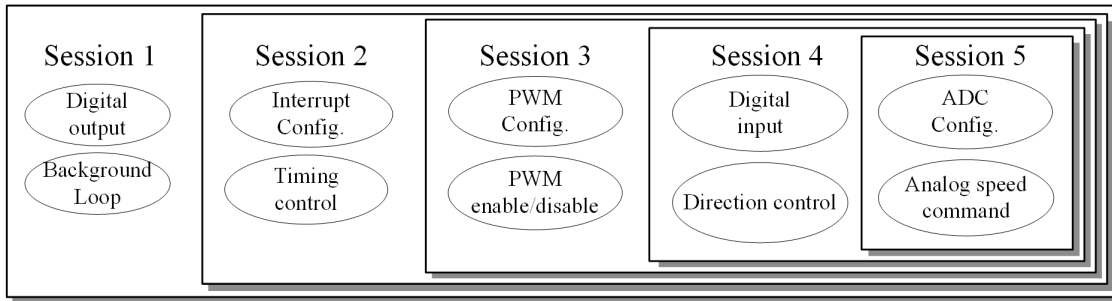 Session 1
Digital
output
Background
Loop
Session 2
Interrupt
Config.
Timing
control
Session 3
PWM
Config.
PWM
enable/disable
Session 4
Digital
input
Direction control
Session 5
ADC
Config.
Analog speed
command